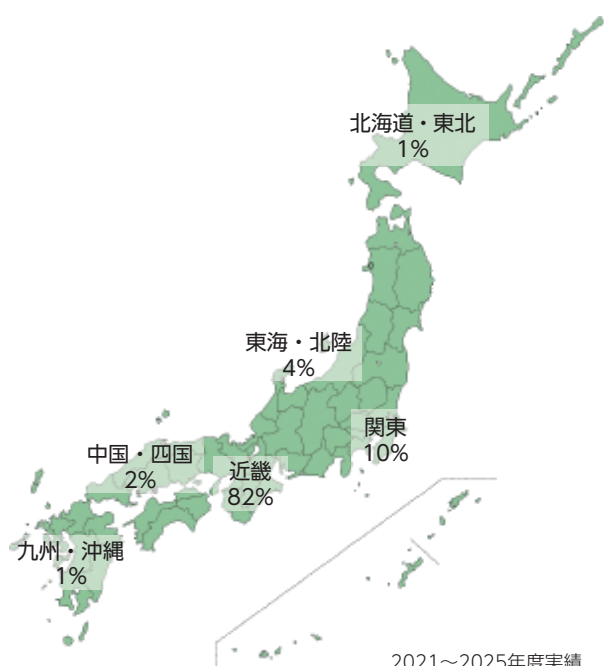 北海道・東北
1%
東海・北陸
4%
関東
10%
中国・四国
2%
近畿
82%
九州・沖縄
1%
2021～2025年度実績